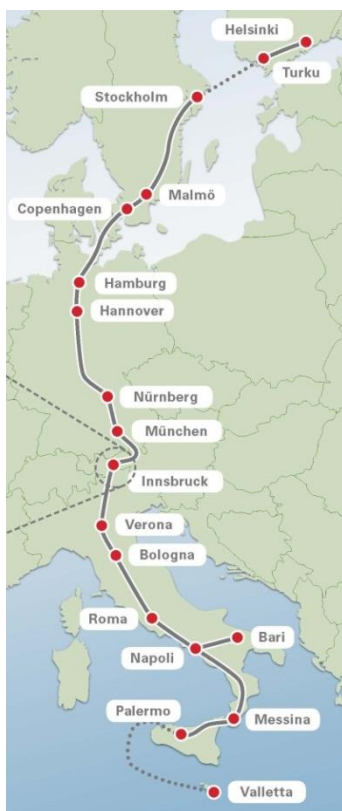 Helsinki
Turku
Stockholm
Malmö
Copenhagen
Hamburg
Hannover
Nürnberg
München
Innsbruck
Verona
Bologna
Roma
Bari
Napoli
Palermo
Messina
Valletta